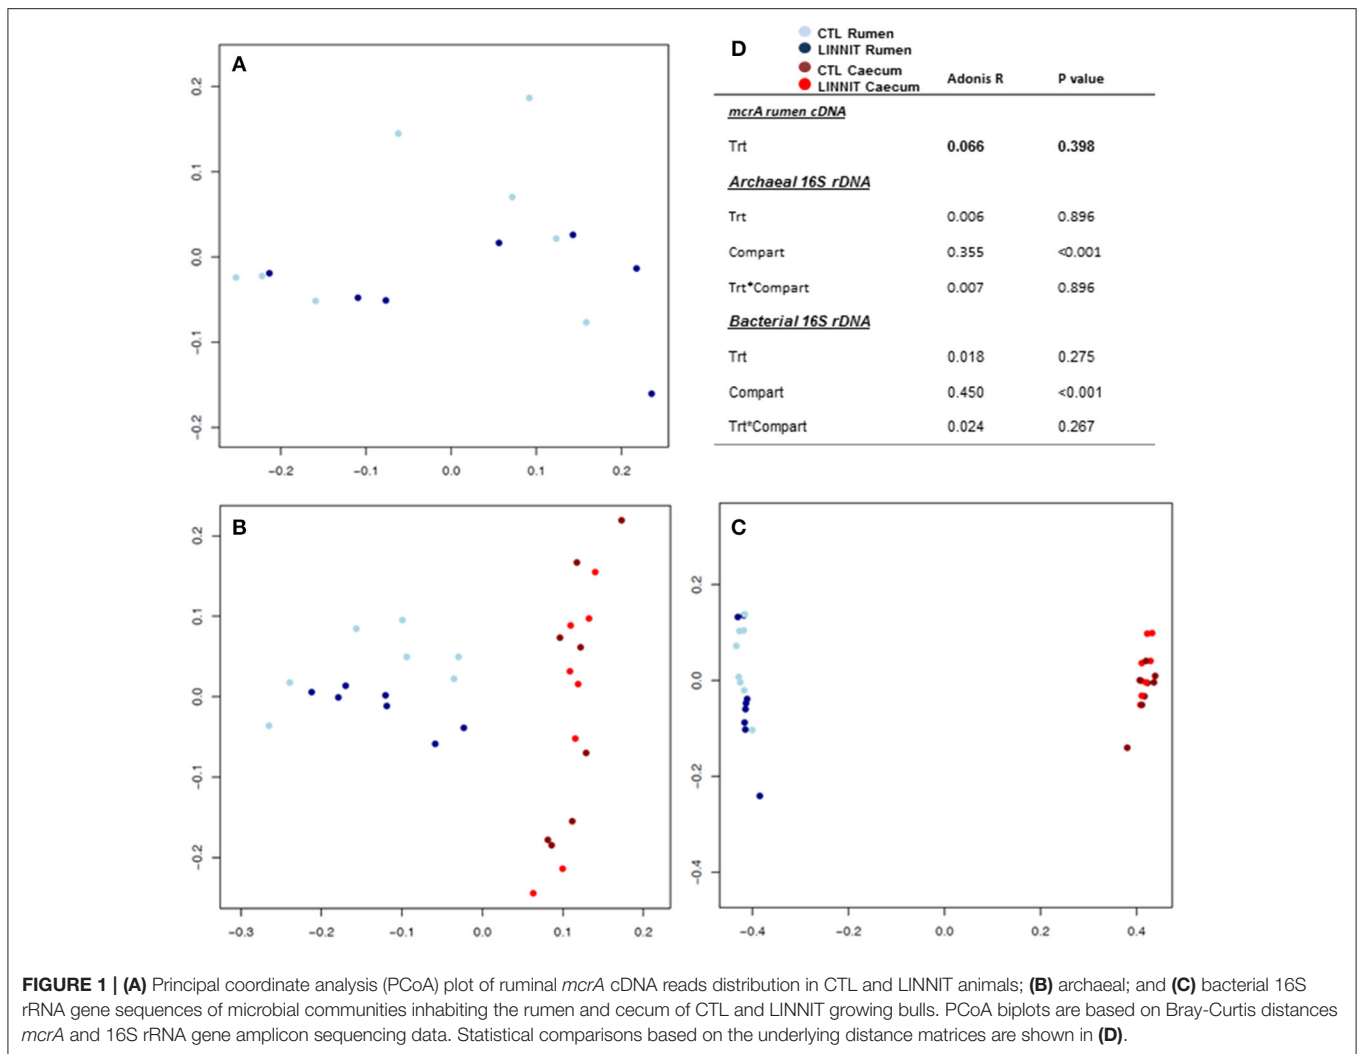 A
0.2
0.1
0.0
−0.1
−0.2
−0.2
−0.1
0.0
0.1
0.2
D
CTL Rumen
LINNIT Rumen
CTL Caecum
LINNIT Caecum
Adonis R
P value
mcrA rumen cDNA
Trt 0.066 0.398
Archaeal 16S rDNA
Trt 0.006 0.896
Compart 0.355 <0.001
Trt*Compart 0.007 0.896
Bacterial 16S rDNA
Trt 0.018 0.275
Compart 0.450 <0.001
Trt*Compart 0.024 0.267
B
0.2
0.1
0.0
−0.1
−0.2
−0.3
−0.2
−0.1
0.0
0.1
0.2
C
0.2
0.0
−0.2
−0.4
−0.4
−0.2
0.0
0.2
0.4
FIGURE 1 | (A) Principal coordinate analysis (PCoA) plot of ruminal mcrA cDNA reads distribution in CTL and LINNIT animals; (B) archaeal; and (C) bacterial 16S
rRNA gene sequences of microbial communities inhabiting the rumen and cecum of CTL and LINNIT growing bulls. PCoA biplots are based on Bray-Curtis distances
mcrA and 16S rRNA gene amplicon sequencing data. Statistical comparisons based on the underlying distance matrices are shown in (D).